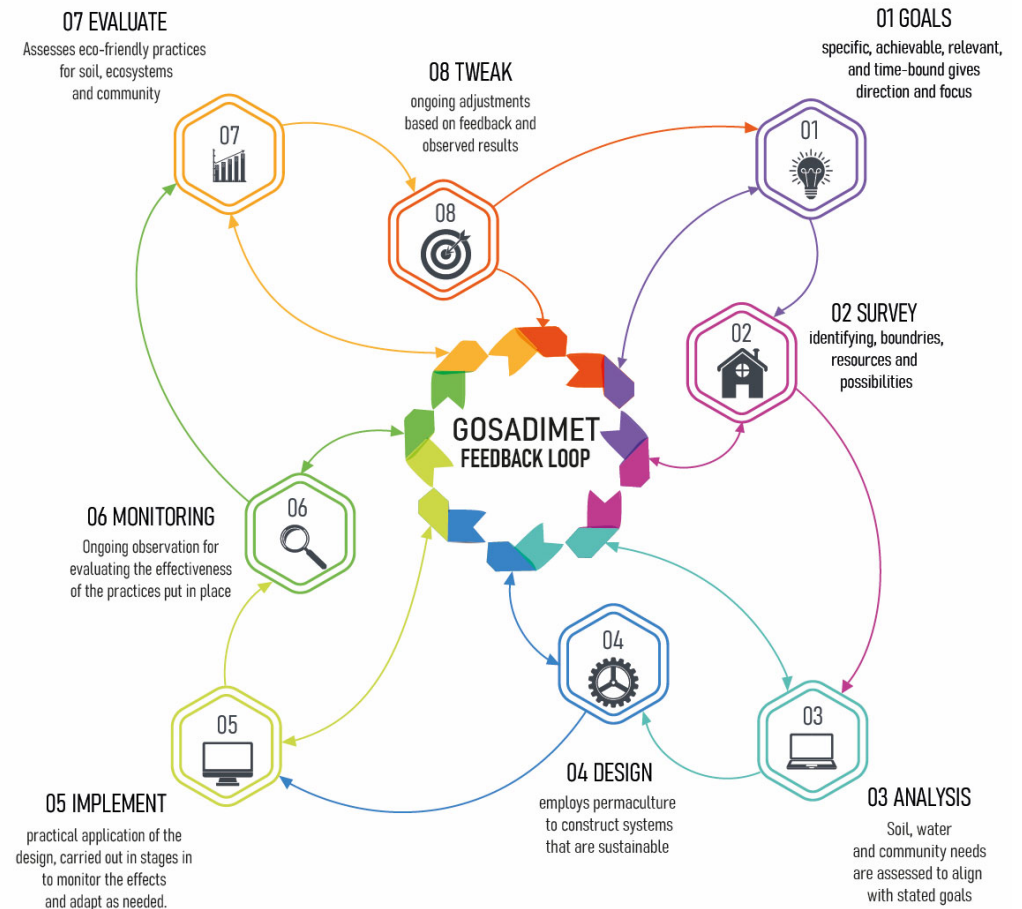 07 EVALUATE
Assesses eco-friendly practices
for soil, ecosystems
and community
07
08 TWEAK
ongoing adjustments
based on feedback and
observed results
08
01 GOALS
specific, achievable, relevant,
and time-bound gives
direction and focus
01
02 SURVEY
identifying, boundries,
resources and
possibilities
02
GOSADIMET
FEEDBACK LOOP
06 MONITORING
Ongoing observation for
evaluating the effectiveness
of the practices put in place
06
04
04 DESIGN
employs permaculture
to construct systems
that are sustainable
03
03 ANALYSIS
Soil, water
and community needs
are assessed to align
with stated goals
05
05 IMPLEMENT
practical application of the
design, carried out in stages in
to monitor the effects
and adapt as needed.